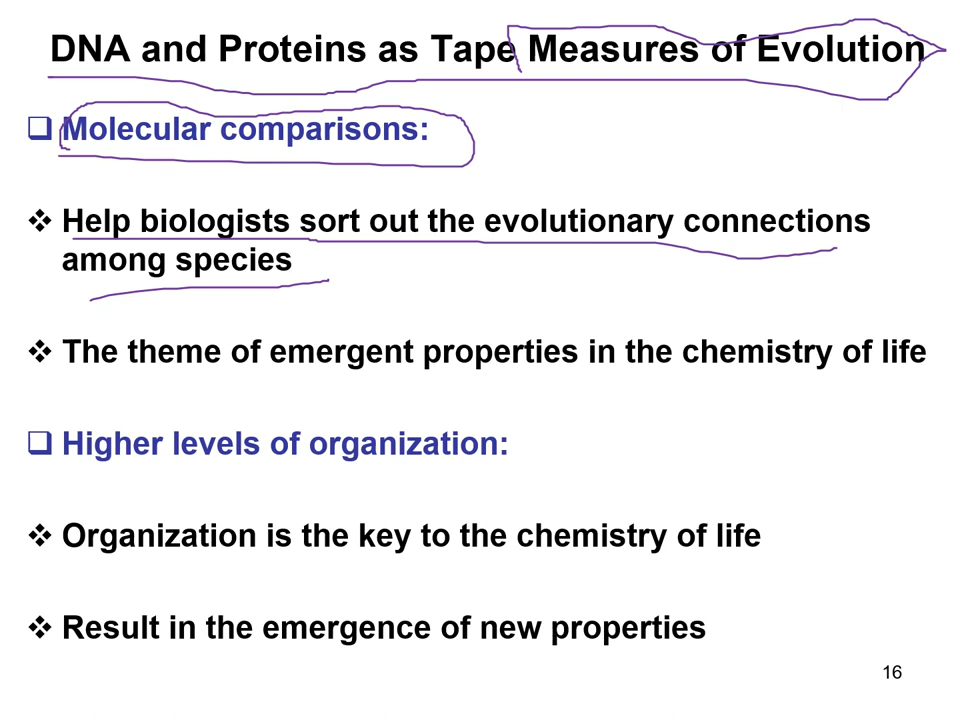 DNA and Proteins as Tape Measures of Evolution
❑ Molecular comparisons:
❖ Help biologists sort out the evolutionary connections
among species
❖ The theme of emergent properties in the chemistry of life
❑ Higher levels of organization:
❖ Organization is the key to the chemistry of life
❖ Result in the emergence of new properties
16